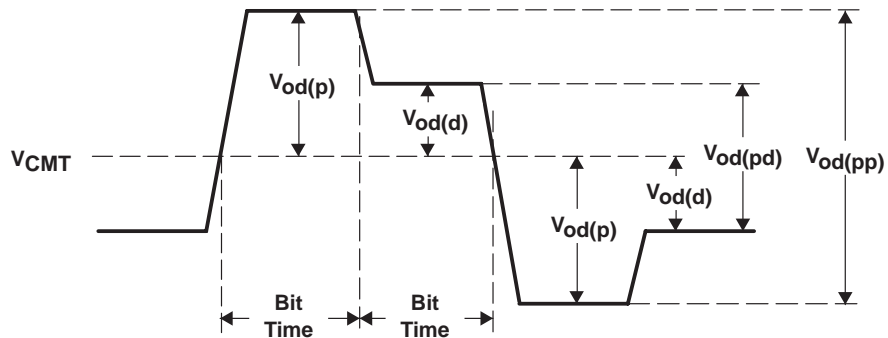 Vod(p)
Vod(d)
VCMT
Vod(pd)
Vod(pp)
Vod(d)
Vod(p)
Bit
Time
Bit
Time